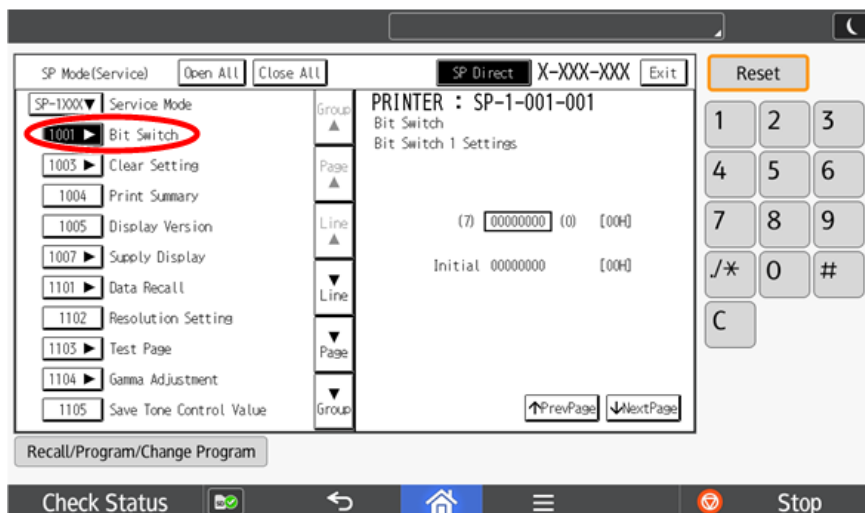 SP Mode(Service) Open All Close All SP Direct X-XXX-XXX Exit
SP-1XXX▼ Service Mode
1001 ► Bit Switch
1003 ► Clear Setting
1004 Print Summary
1005 Display Version
1007 ► Supply Display
1101 ► Data Recall
1102 Resolution Setting
1103 ► Test Page
1104 ► Gamma Adjustment
1105 Save Tone Control Value
Group
▲
Page
▲
Line
▲
▼
Line
▼
Page
▼
Group
PRINTER : SP-1-001-001
Bit Switch
Bit Switch 1 Settings
(7) 00000000 (0) [00H]
Initial 00000000 [00H]
↑PrevPage ↓NextPage
Reset
1 2 3
4 5 6
7 8 9
./* 0 #
C
Recall/Program/Change Program
Check Status Stop